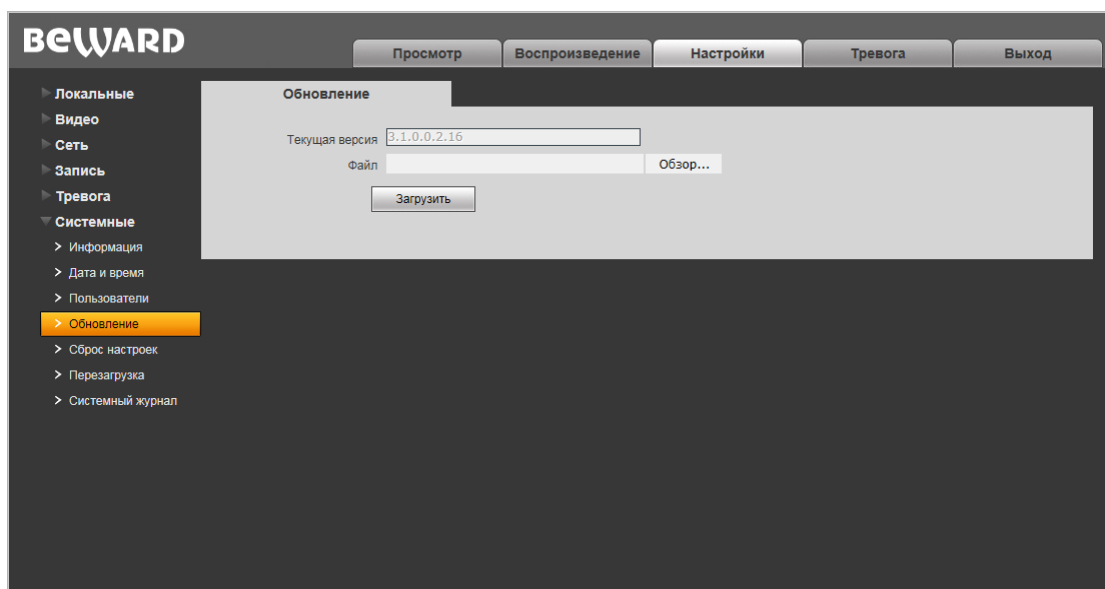 BEWARD
Просмотр
Воспроизведение
Настройки
Тревога
Выход
Локальные
Видео
Сеть
Запись
Тревога
Системные
Информация
Дата и время
Пользователи
Обновление
Сброс настроек
Перезагрузка
Системный журнал
Обновление
Текущая версия 3.1.0.0.2.16
Файл Обзор...
Загрузить